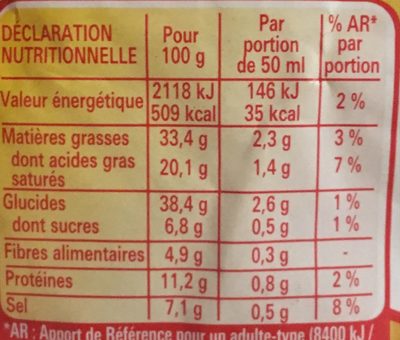 DÉCLARATION NUTRITIONNELLE Pour 100 g Par portion de 50 ml % AR* par portion
Valeur énergétique 2118 kJ 146 kJ 2 %
509 kcal 35 kcal
Matières grasses 33,4 g 2,3 g 3 %
dont acides gras saturés 20,1 g 1,4 g 7 %
Glucides 38,4 g 2,6 g 1 %
dont sucres 6,8 g 0,5 g 1 %
Fibres alimentaires 4,9 g 0,3 g -
Protéines 11,2 g 0,8 g 2 %
Sel 7,1 g 0,5 g 8 %
*AR : Apport de Référence pour un adulte-type (8400 kJ /